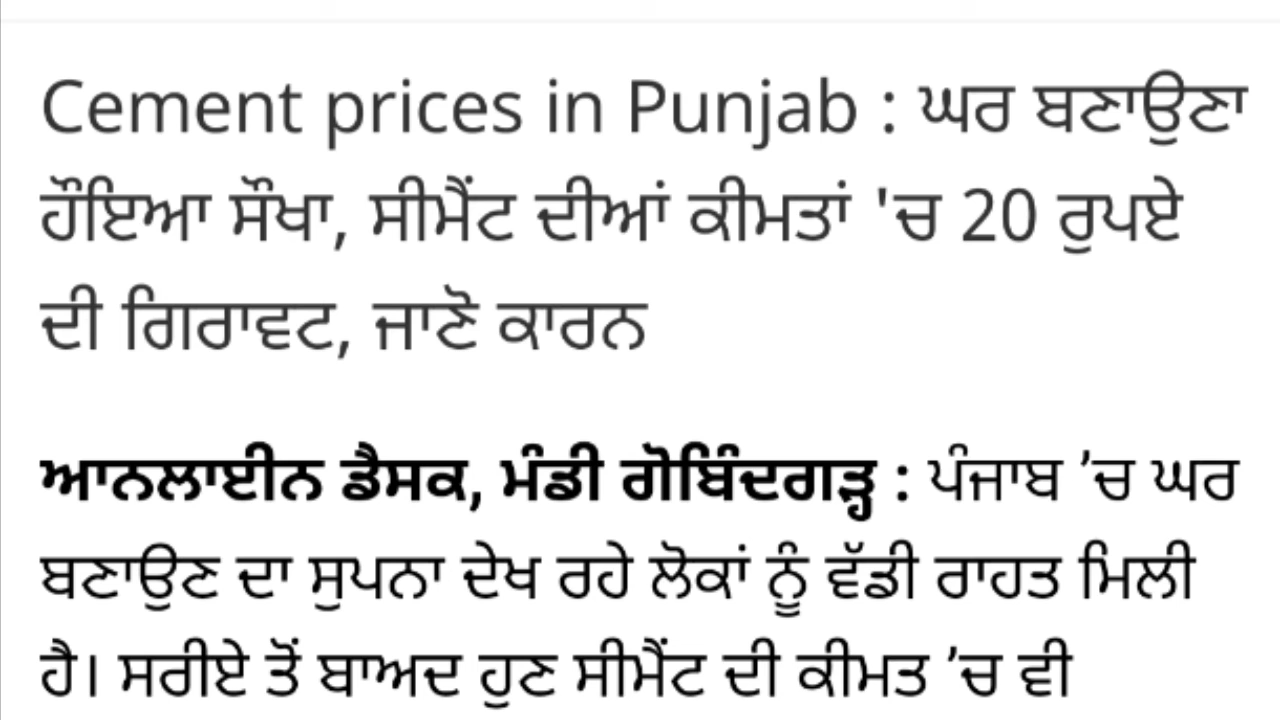 Cement prices in Punjab : ਘਰ ਬਣਾਉਣਾ
ਹੌਇਆ ਸੌਖਾ, ਸੀਮੈਂਟ ਦੀਆਂ ਕੀਮਤਾਂ 'ਚ 20 ਰੁਪਏ
ਦੀ ਗਿਰਾਵਟ, ਜਾਣੋ ਕਾਰਨ
ਆਨਲਾਈਨ ਡੈਸਕ, ਮੰਡੀ ਗੋਬਿੰਦਗੜ੍ਹ : ਪੰਜਾਬ ’ਚ ਘਰ
ਬਣਾਉਣ ਦਾ ਸੁਪਨਾ ਦੇਖ ਰਹੇ ਲੋਕਾਂ ਨੂੰ ਵੱਡੀ ਰਾਹਤ ਮਿਲੀ
ਹੈ। ਸਰੀਏ ਤੋਂ ਬਾਅਦ ਹੁਣ ਸੀਮੈਂਟ ਦੀ ਕੀਮਤ ’ਚ ਵੀ